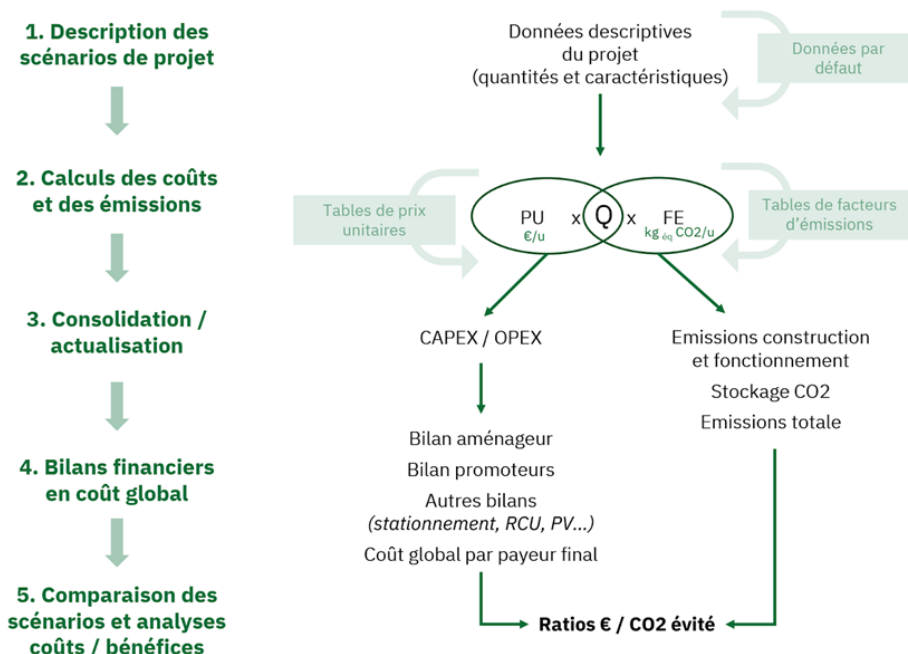 1. Description des
scénarios de projet
Données descriptives
du projet
(quantités et caractéristiques)
Données par
défaut
2. Calculs des coûts
et des émissions
Tables de prix
unitaires
PU
€/u
x
Q
x
FE
kg éq CO2/u
Tables de facteurs
d'émissions
3. Consolidation /
actualisation
CAPEX / OPEX
Emissions construction
et fonctionnement
Stockage CO2
Emissions totale
4. Bilans financiers
en coût global
Bilan aménageur
Bilan promoteurs
Autres bilans
(stationnement, RCU, PV...)
Coût global par payeur final
5. Comparaison des
scénarios et analyses
coûts / bénéfices
Ratios € / CO2 évité